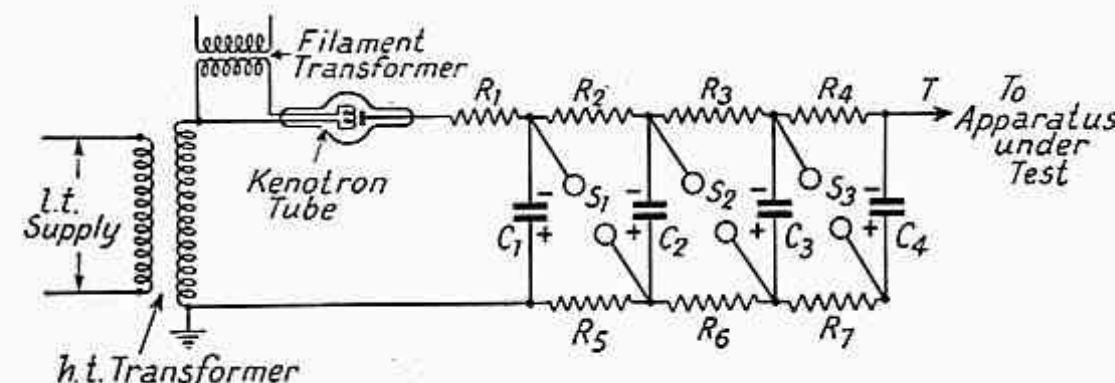 Filament
Transformer
Kenotron
Tube
l.t.
Supply
h.t. Transformer
R1
R2
R3
R4
T
To
Apparatus
under
Test
S1
S2
S3
- - - -
C1 + + C2 + C3 + C4
R5
R6
R7